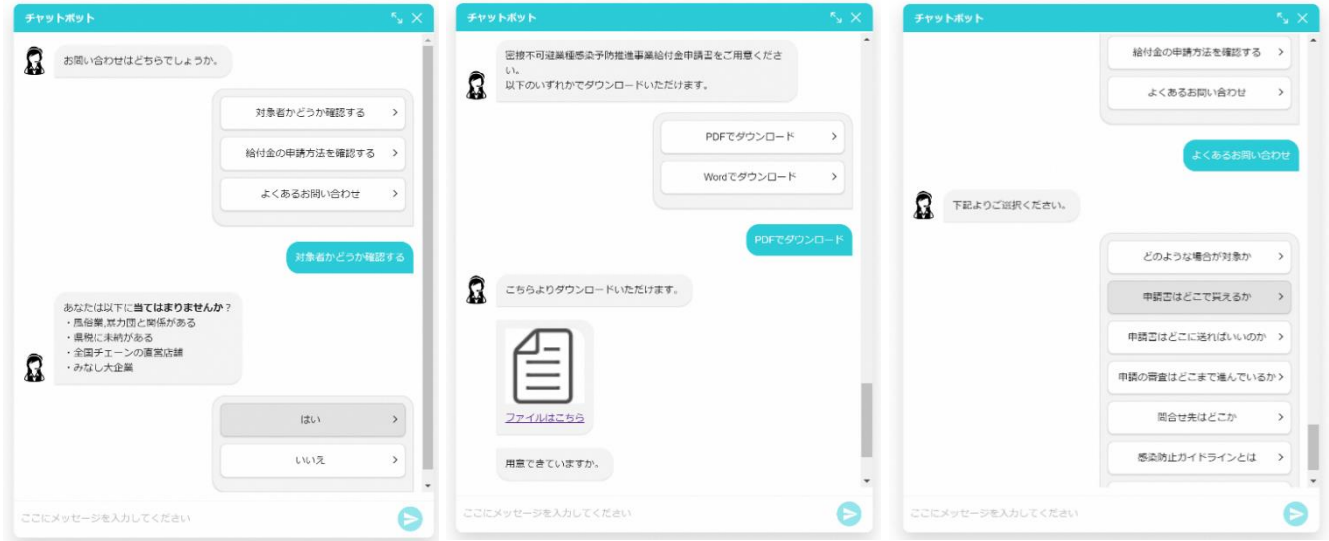 チャットボット
お問い合わせはどちらでしょうか。
対象者かどうか確認する
給付金の申請方法を確認する
よくあるお問い合わせ
対象者かどうか確認する
あなたは以下に当てはまりませんか？
・風俗業,暴力団と関係がある
・県税に未納がある
・全国チェーンの直営店舗
・みなし大企業
はい
いいえ
ここにメッセージを入力してください
チャットボット
密接不可避業種感染予防推進事業給付金申請書をご用意くださ
い。
以下のいずれかでダウンロードいただけます。
PDFでダウンロード
Wordでダウンロード
PDFでダウンロード
こちらよりダウンロードいただけます。
ファイルはこちら
用意できていますか。
ここにメッセージを入力してください
チャットボット
給付金の申請方法を確認する
よくあるお問い合わせ
よくあるお問い合わせ
下記よりご選択ください。
どのような場合が対象か
申請書はどこで貰えるか
申請書はどこに送ればいいのか
申請の審査はどこまで進んでいるか
問合せ先はどこか
感染防止ガイドラインとは
ここにメッセージを入力してください